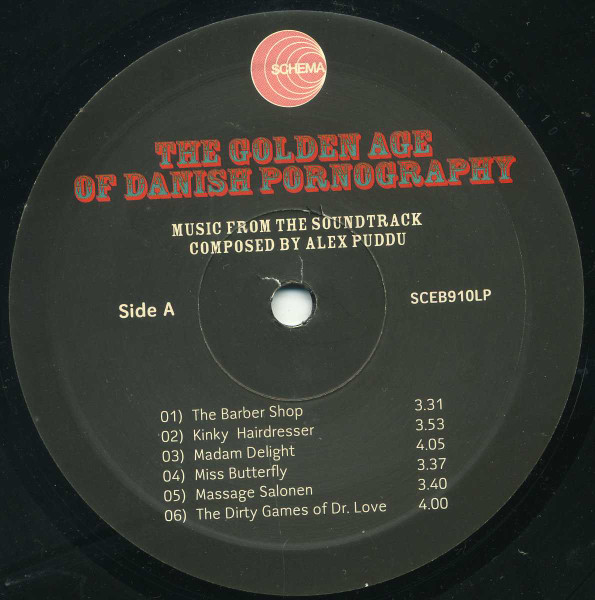 SCHEMA
THE GOLDEN AGE
OF DANISH PORNOGRAPHY
MUSIC FROM THE SOUNDTRACK
COMPOSED BY ALEX PUDDU
Side A
SCEB910LP
01) The Barber Shop 3.31
02) Kinky Hairdresser 3.53
03) Madam Delight 4.05
04) Miss Butterfly 3.37
05) Massage Salonen 3.40
06) The Dirty Games of Dr. Love 4.00